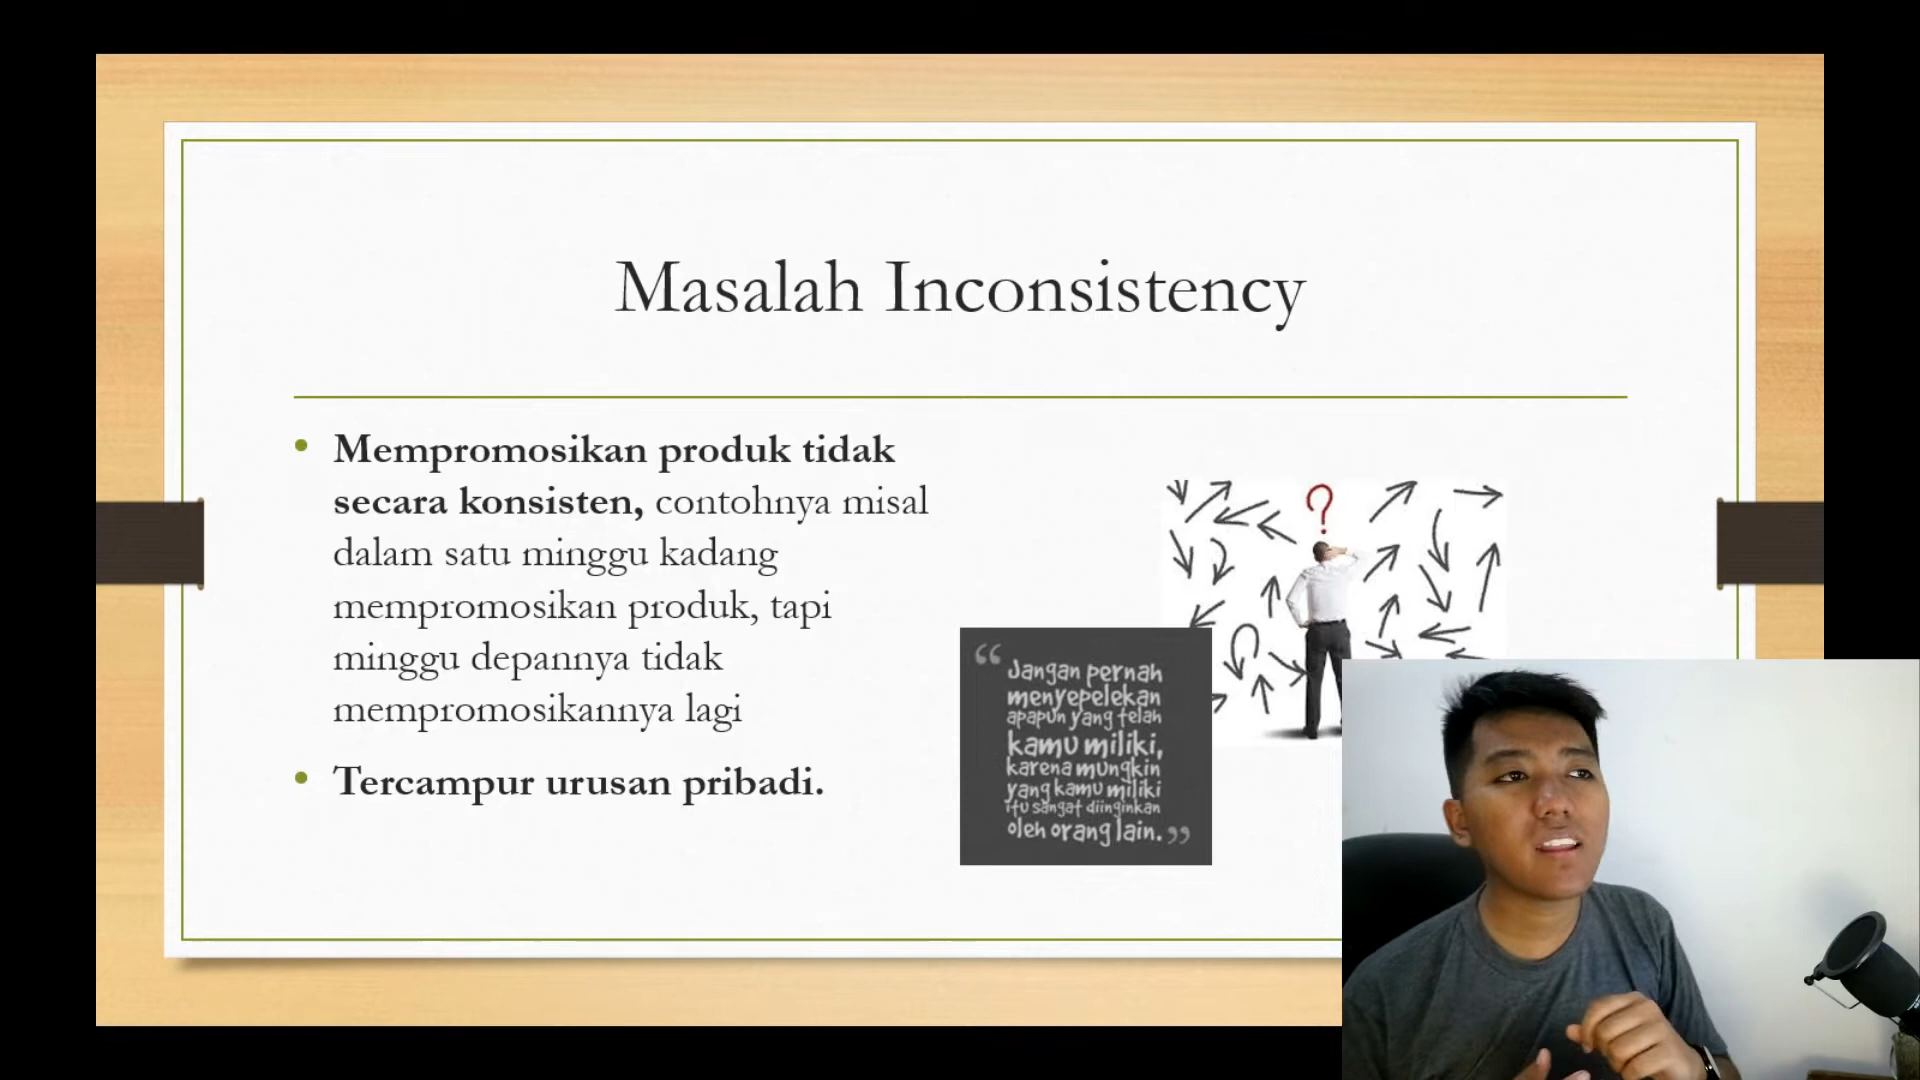 Masalah Inconsistency
• Mempromosikan produk tidak
secara konsisten, contohnya misal
dalam satu minggu kadang
mempromosikan produk, tapi
minggu depannya tidak
mempromosikannya lagi
• Tercampur urusan pribadi.
?
“ Jangan pernah
menyepelekan
apapun yang telah
kamu miliki,
karena mungkin
yang kamu miliki
itu sangat diinginkan
oleh orang lain. ”